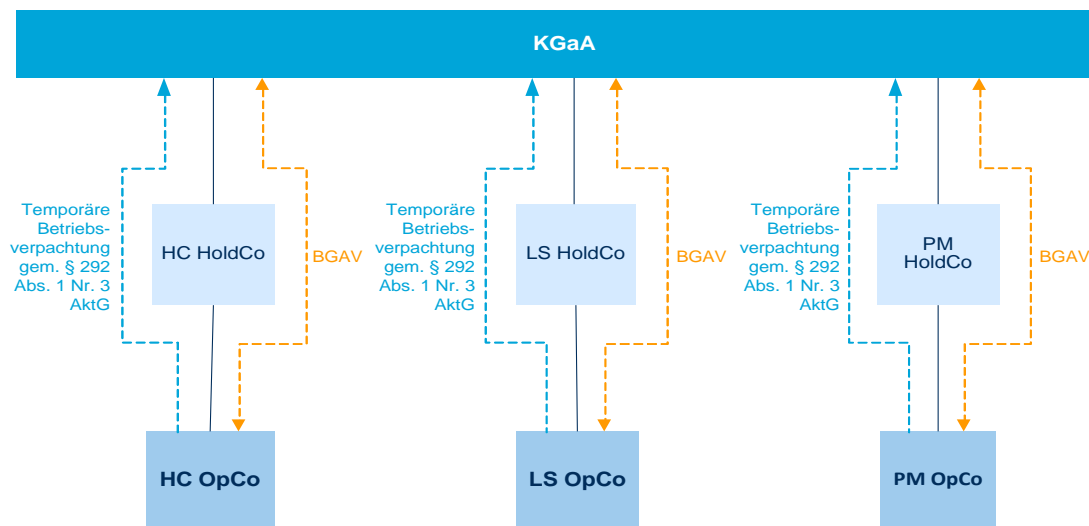 KGaA
Temporäre
Betriebs-
verpachtung
gem. § 292
Abs. 1 Nr. 3
AktG
HC HoldCo
BGAV
Temporäre
Betriebs-
verpachtung
gem. § 292
Abs. 1 Nr. 3
AktG
LS HoldCo
BGAV
Temporäre
Betriebs-
verpachtung
gem. § 292
Abs. 1 Nr. 3
AktG
PM
HoldCo
BGAV
HC OpCo
LS OpCo
PM OpCo